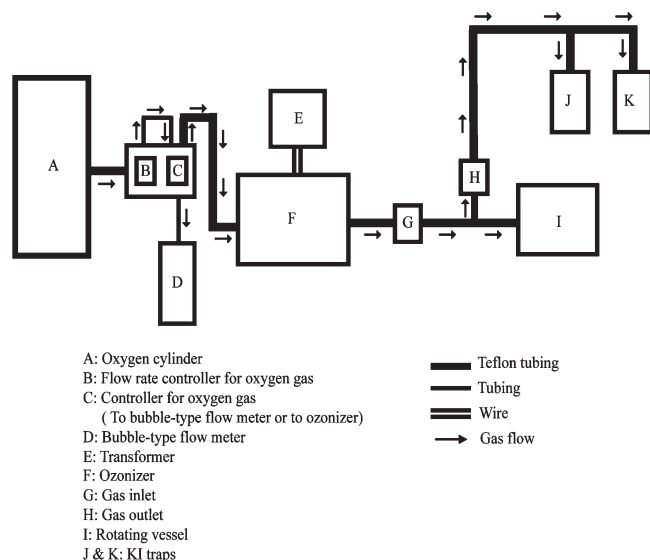 A
B
C
D
E
F
G
H
I
J
K
A: Oxygen cylinder
B: Flow rate controller for oxygen gas
C: Controller for oxygen gas
( To bubble-type flow meter or to ozonizer)
D: Bubble-type flow meter
E: Transformer
F: Ozonizer
G: Gas inlet
H: Gas outlet
I: Rotating vessel
J & K: KI traps
Teflon tubing
Tubing
Wire
Gas flow